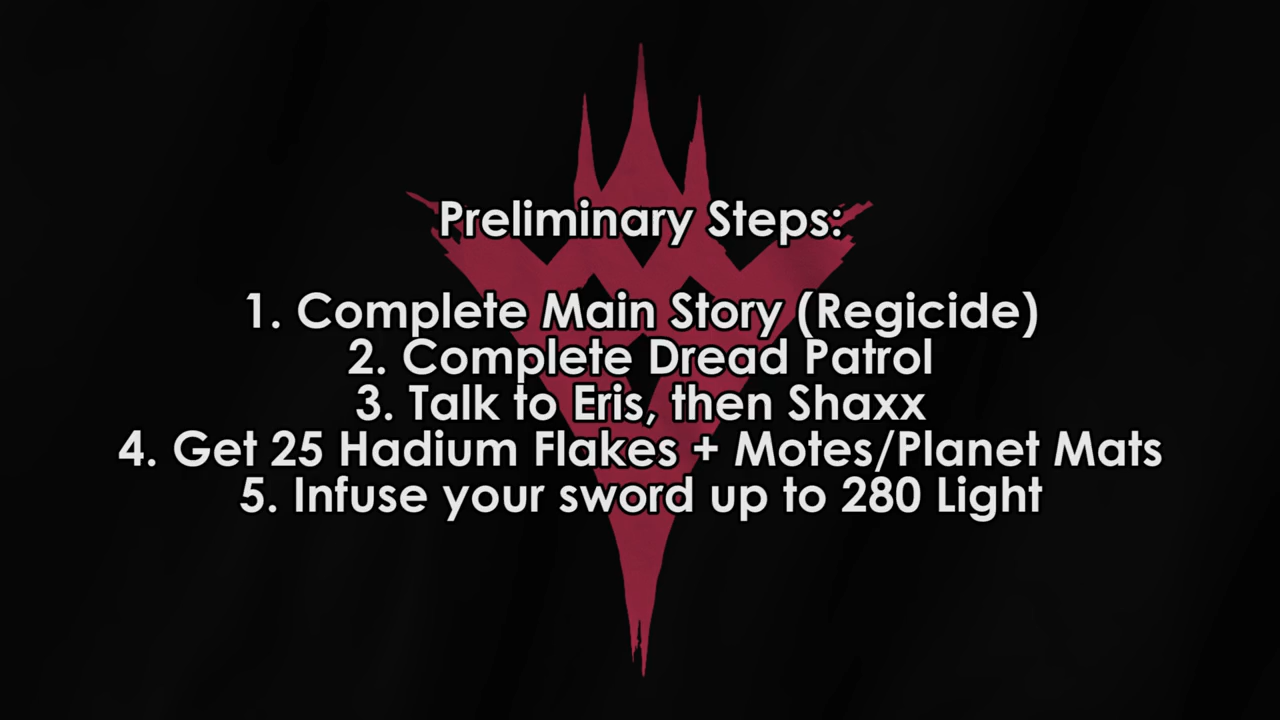 Preliminary Steps:
1. Complete Main Story (Regicide)
2. Complete Dread Patrol
3. Talk to Eris, then Shaxx
4. Get 25 Hadium Flakes + Motes/Planet Mats
5. Infuse your sword up to 280 Light